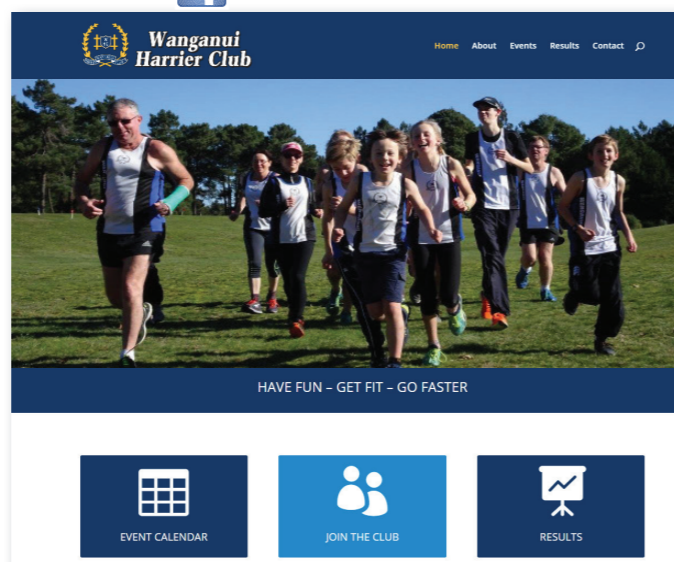 Wanganui
Harrier Club
Home About Events Results Contact
HAVE FUN – GET FIT – GO FASTER
EVENT CALENDAR
JOIN THE CLUB
RESULTS